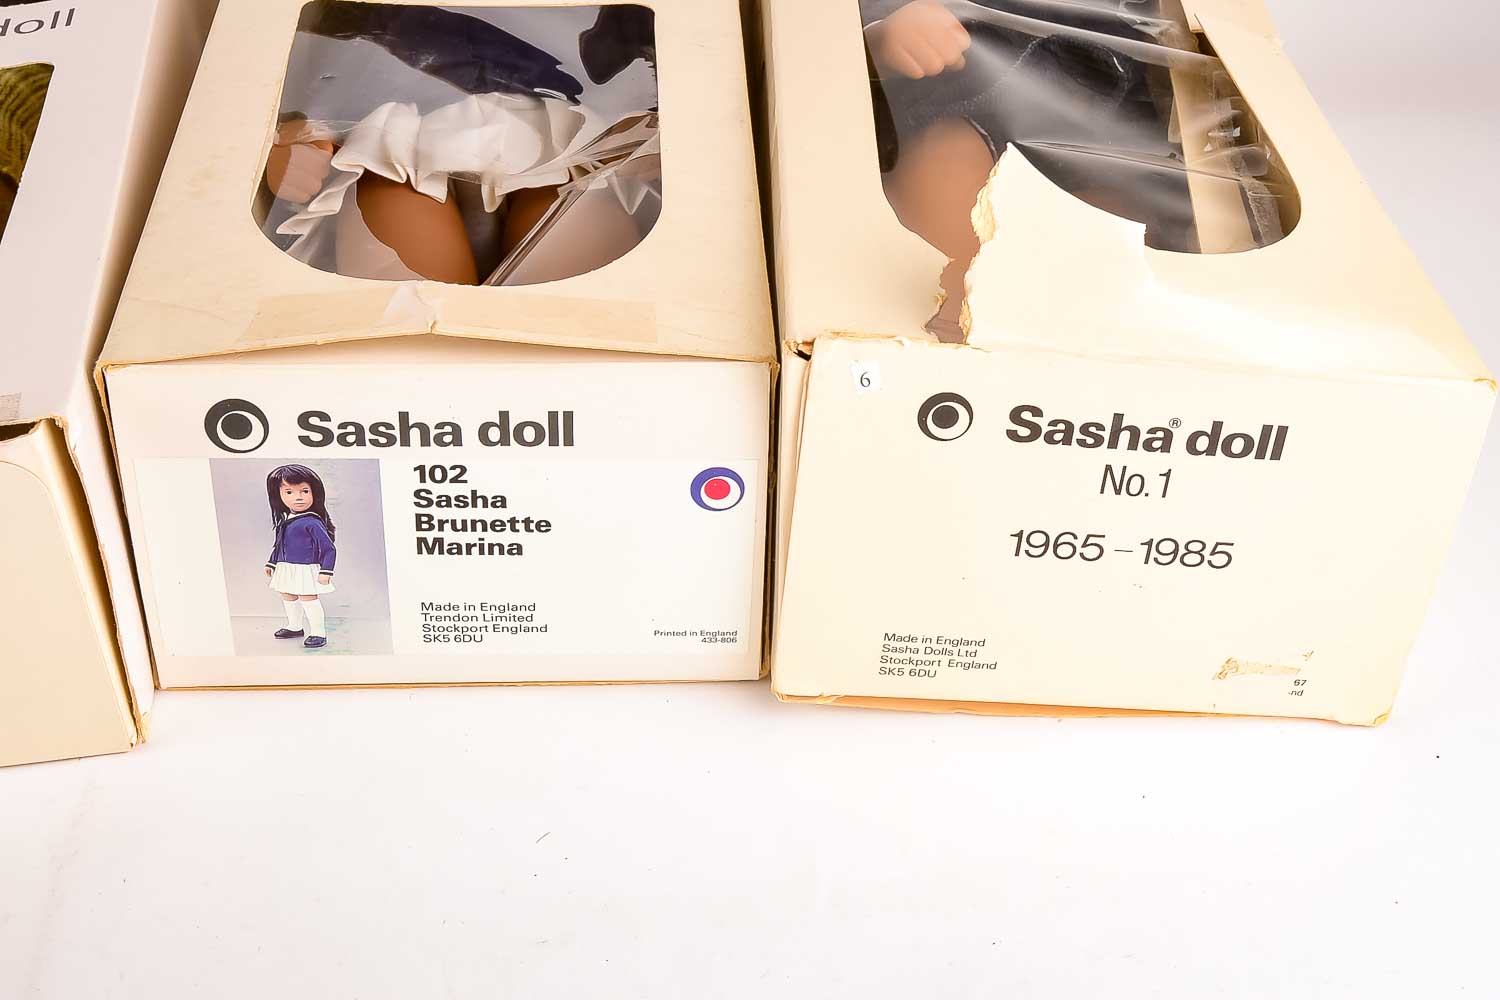 doll
Sasha doll
102
Sasha
Brunette
Marina
Made in England
Trendon Limited
Stockport England
SK5 6DU
Printed in England
433-806
6
Sasha® doll
No. 1
1965-1985
Made in England
Sasha Dolls Ltd
Stockport England
SK5 6DU
67
nd